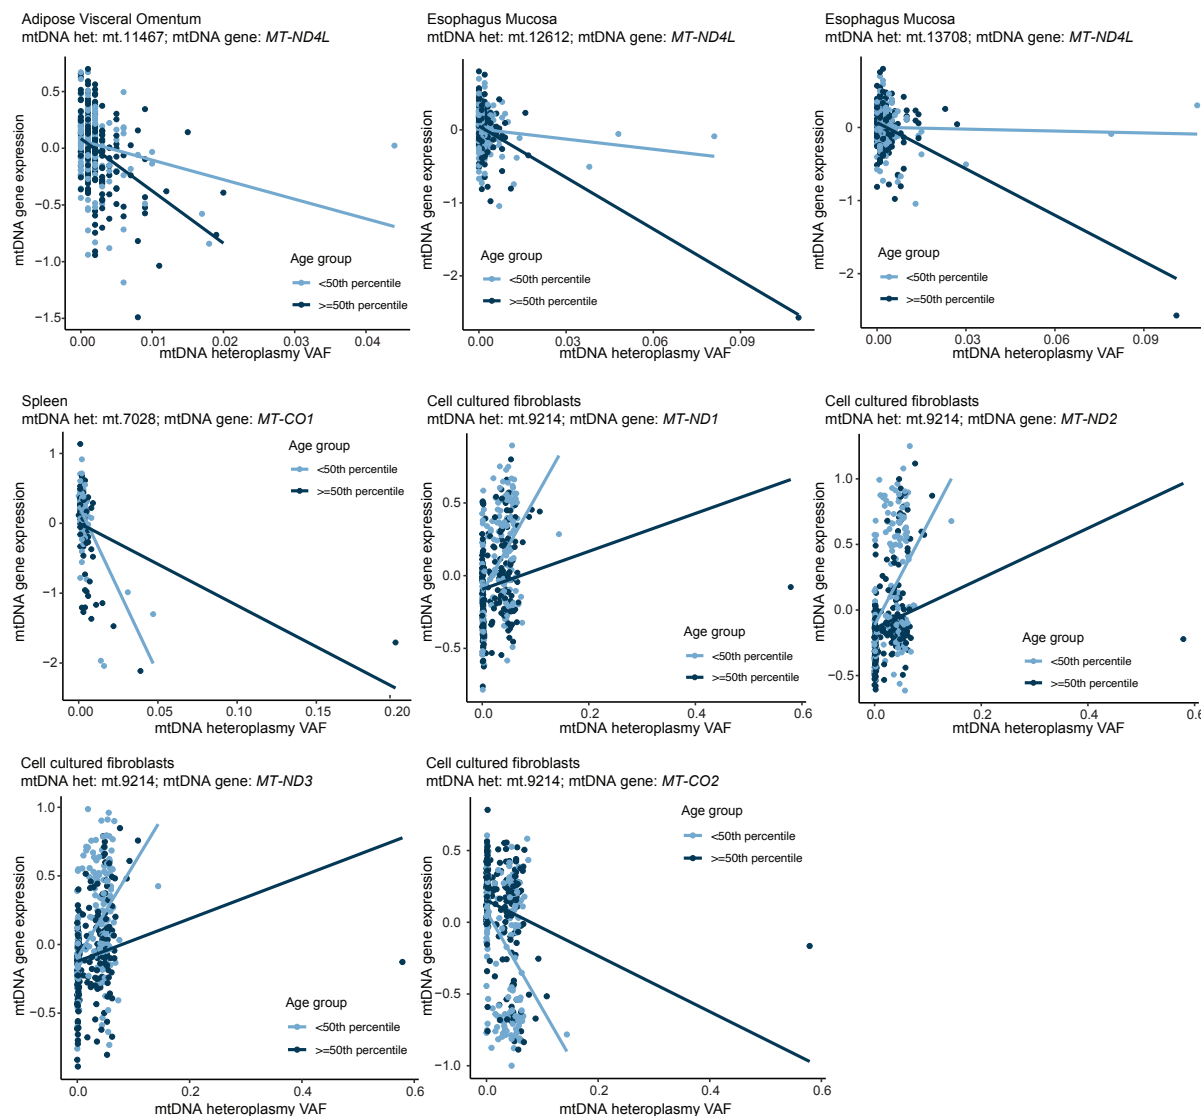 Adipose Visceral Omentum
mtDNA het: mt.11467; mtDNA gene: MT-ND4L
mtDNA gene expression
0.5
0.0
−0.5
−1.0
−1.5
Age group
<50th percentile
>=50th percentile
0.00 0.01 0.02 0.03 0.04
mtDNA heteroplasmy VAF
Esophagus Mucosa
mtDNA het: mt.12612; mtDNA gene: MT-ND4L
mtDNA gene expression
0
−1
−2
Age group
<50th percentile
>=50th percentile
0.00 0.03 0.06 0.09
mtDNA heteroplasmy VAF
Esophagus Mucosa
mtDNA het: mt.13708; mtDNA gene: MT-ND4L
mtDNA gene expression
0
−1
−2
Age group
<50th percentile
>=50th percentile
0.00 0.03 0.06 0.09
mtDNA heteroplasmy VAF
Spleen
mtDNA het: mt.7028; mtDNA gene: MT-CO1
mtDNA gene expression
1
0
−1
−2
Age group
<50th percentile
>=50th percentile
0.00 0.05 0.10 0.15 0.20
mtDNA heteroplasmy VAF
Cell cultured fibroblasts
mtDNA het: mt.9214; mtDNA gene: MT-ND1
mtDNA gene expression
0.5
0.0
−0.5
Age group
<50th percentile
>=50th percentile
0.0 0.2 0.4 0.6
mtDNA heteroplasmy VAF
Cell cultured fibroblasts
mtDNA het: mt.9214; mtDNA gene: MT-ND2
mtDNA gene expression
1.0
0.5
0.0
−0.5
Age group
<50th percentile
>=50th percentile
0.0 0.2 0.4 0.6
mtDNA heteroplasmy VAF
Cell cultured fibroblasts
mtDNA het: mt.9214; mtDNA gene: MT-ND3
mtDNA gene expression
1.0
0.5
0.0
−0.5
Age group
<50th percentile
>=50th percentile
0.0 0.2 0.4 0.6
mtDNA heteroplasmy VAF
Cell cultured fibroblasts
mtDNA het: mt.9214; mtDNA gene: MT-CO2
mtDNA gene expression
0.5
0.0
−0.5
−1.0
Age group
<50th percentile
>=50th percentile
0.0 0.2 0.4 0.6
mtDNA heteroplasmy VAF